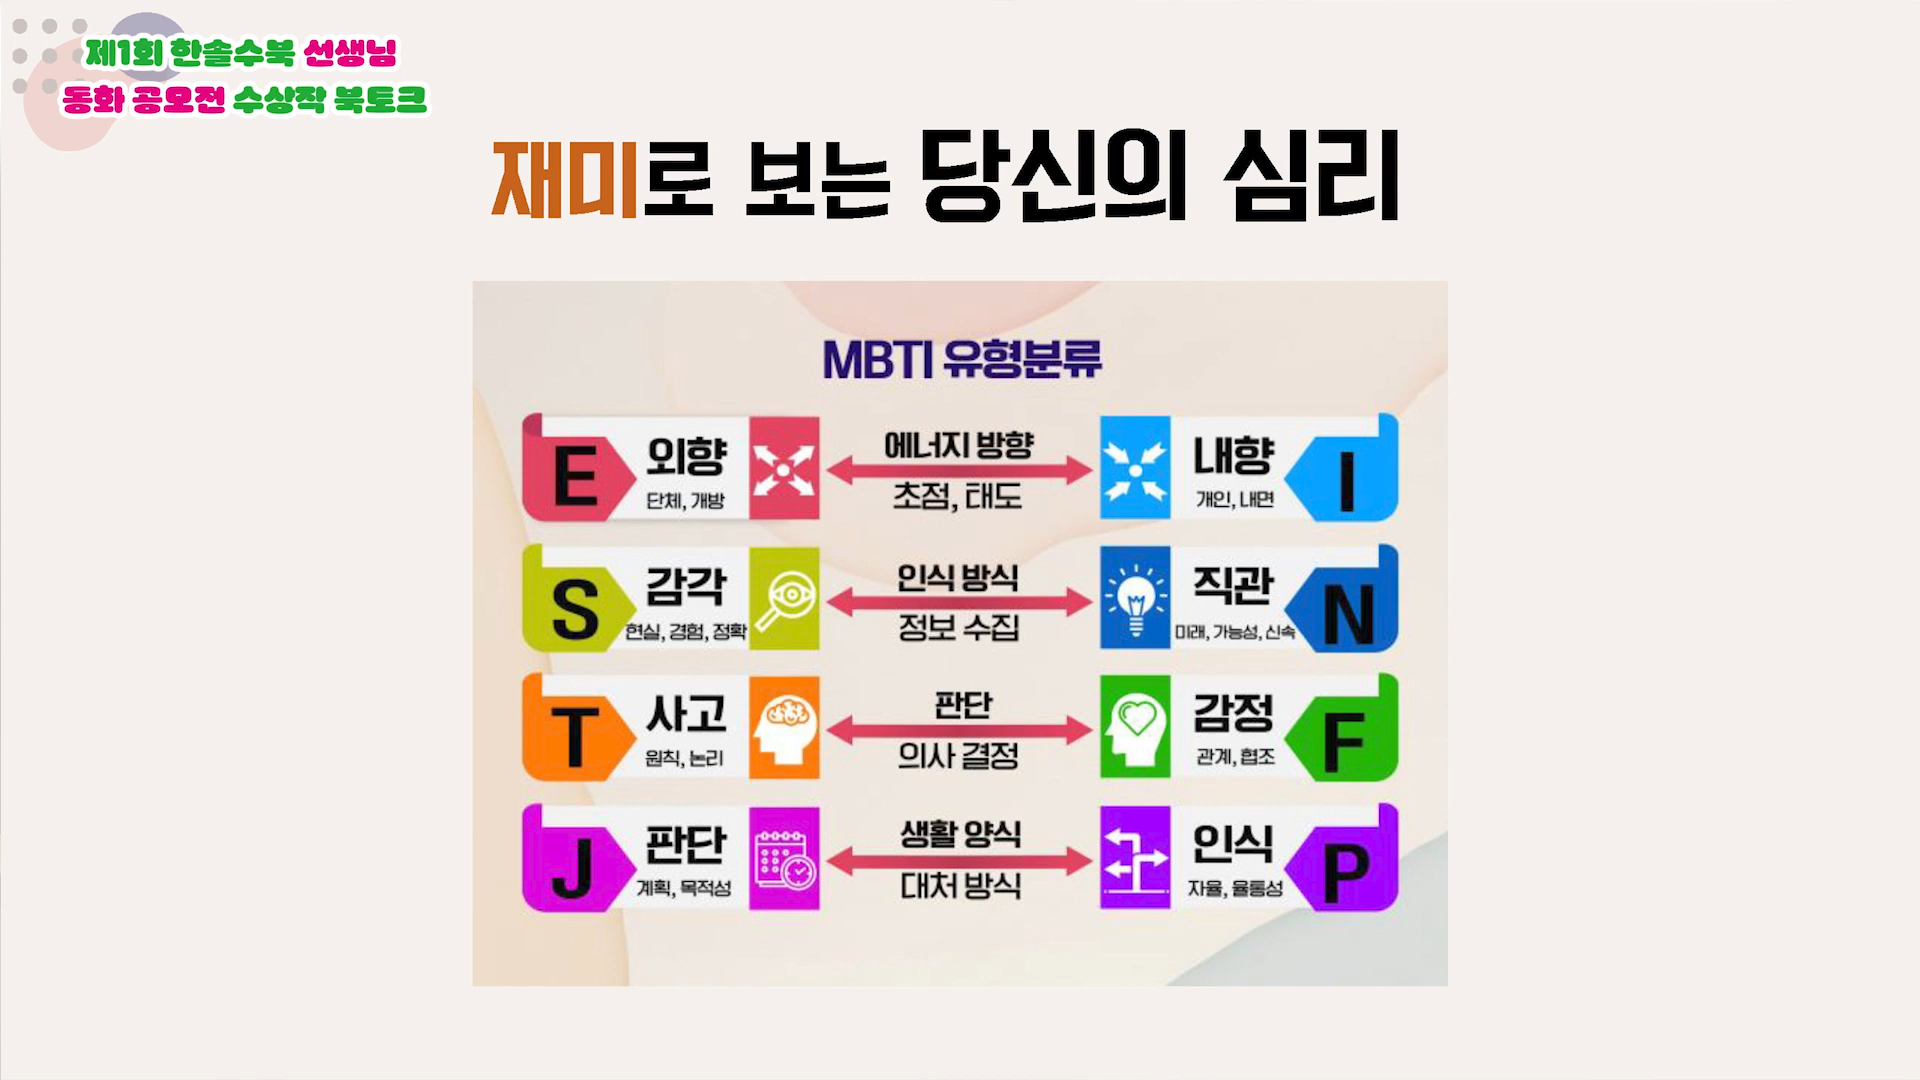 제1회 한솔수북 선생님
동화 공모전 수상작 북토크
재미로 보는 당신의 심리
MBTI 유형분류
E 외향 에너지 방향 내향 I
단체, 개방 초점, 태도 개인, 내면
S 감각 인식 방식 직관 N
현실, 경험, 정확 정보 수집 미래, 가능성, 신속
T 사고 판단 감정 F
원칙, 논리 의사 결정 관계, 협조
J 판단 생활 양식 인식 P
계획, 목적성 대처 방식 자율, 율통성